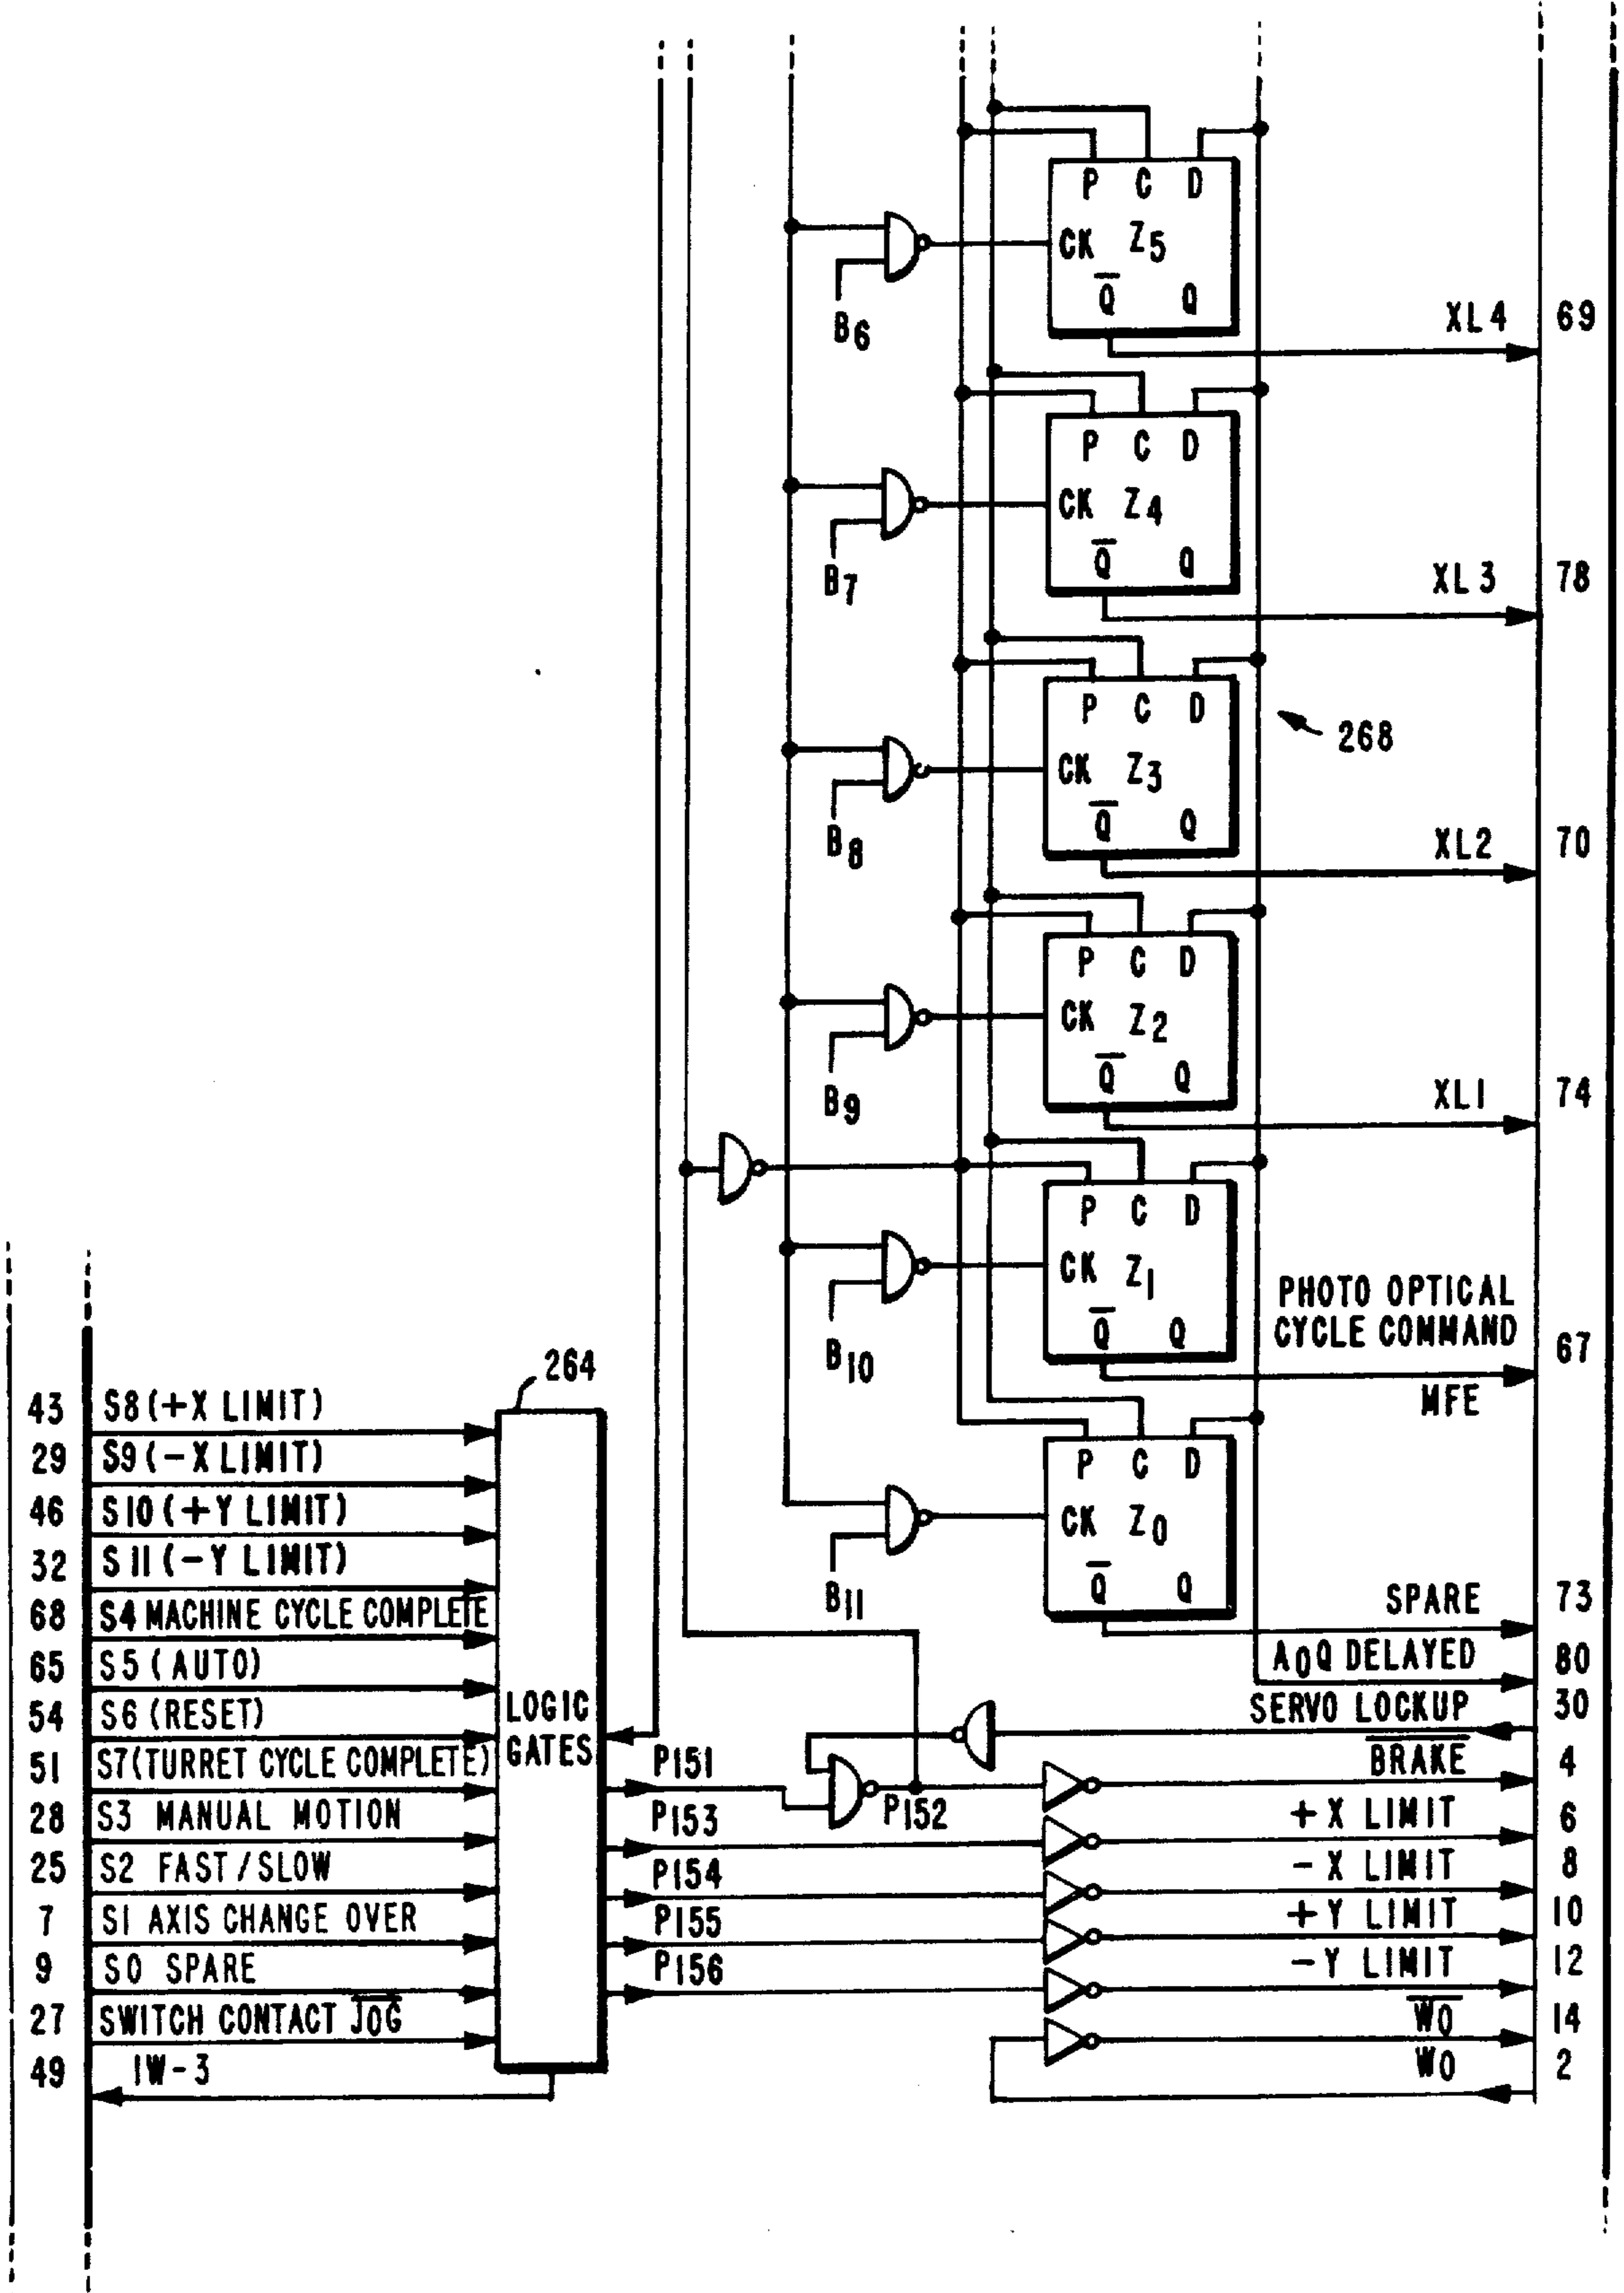 P C D
CK Z5
Q̅ Q
B6
XL4 69
P C D
CK Z4
Q̅ Q
B7
XL3 78
P C D
268
CK Z3
Q̅ Q
B8
XL2 70
P C D
CK Z2
Q̅ Q
B9
XL1 74
P C D
CK Z1
Q̅ Q
B10
PHOTO OPTICAL
CYCLE COMMAND
67
MFE
264
P C D
CK Z0
Q̅ Q
B11
SPARE 73
A0Q DELAYED 80
SERVO LOCKUP 30
B̅R̅A̅K̅E̅ 4
+X LIMIT 6
-X LIMIT 8
+Y LIMIT 10
-Y LIMIT 12
W̅0̅ 14
W0 2
43 S8 (+X LIMIT)
29 S9 (-X LIMIT)
46 S10 (+Y LIMIT)
32 S11 (-Y LIMIT)
68 S4 MACHINE CYCLE COMPLETE
65 S5 (AUTO)
54 S6 (RESET)
51 S7 (TURRET CYCLE COMPLETE)
28 S3 MANUAL MOTION
25 S2 FAST/SLOW
7 S1 AXIS CHANGE OVER
9 S0 SPARE
27 SWITCH CONTACT J̅O̅G̅
49 IW-3
LOGIC
GATES
P151
P152
P153
P154
P155
P156